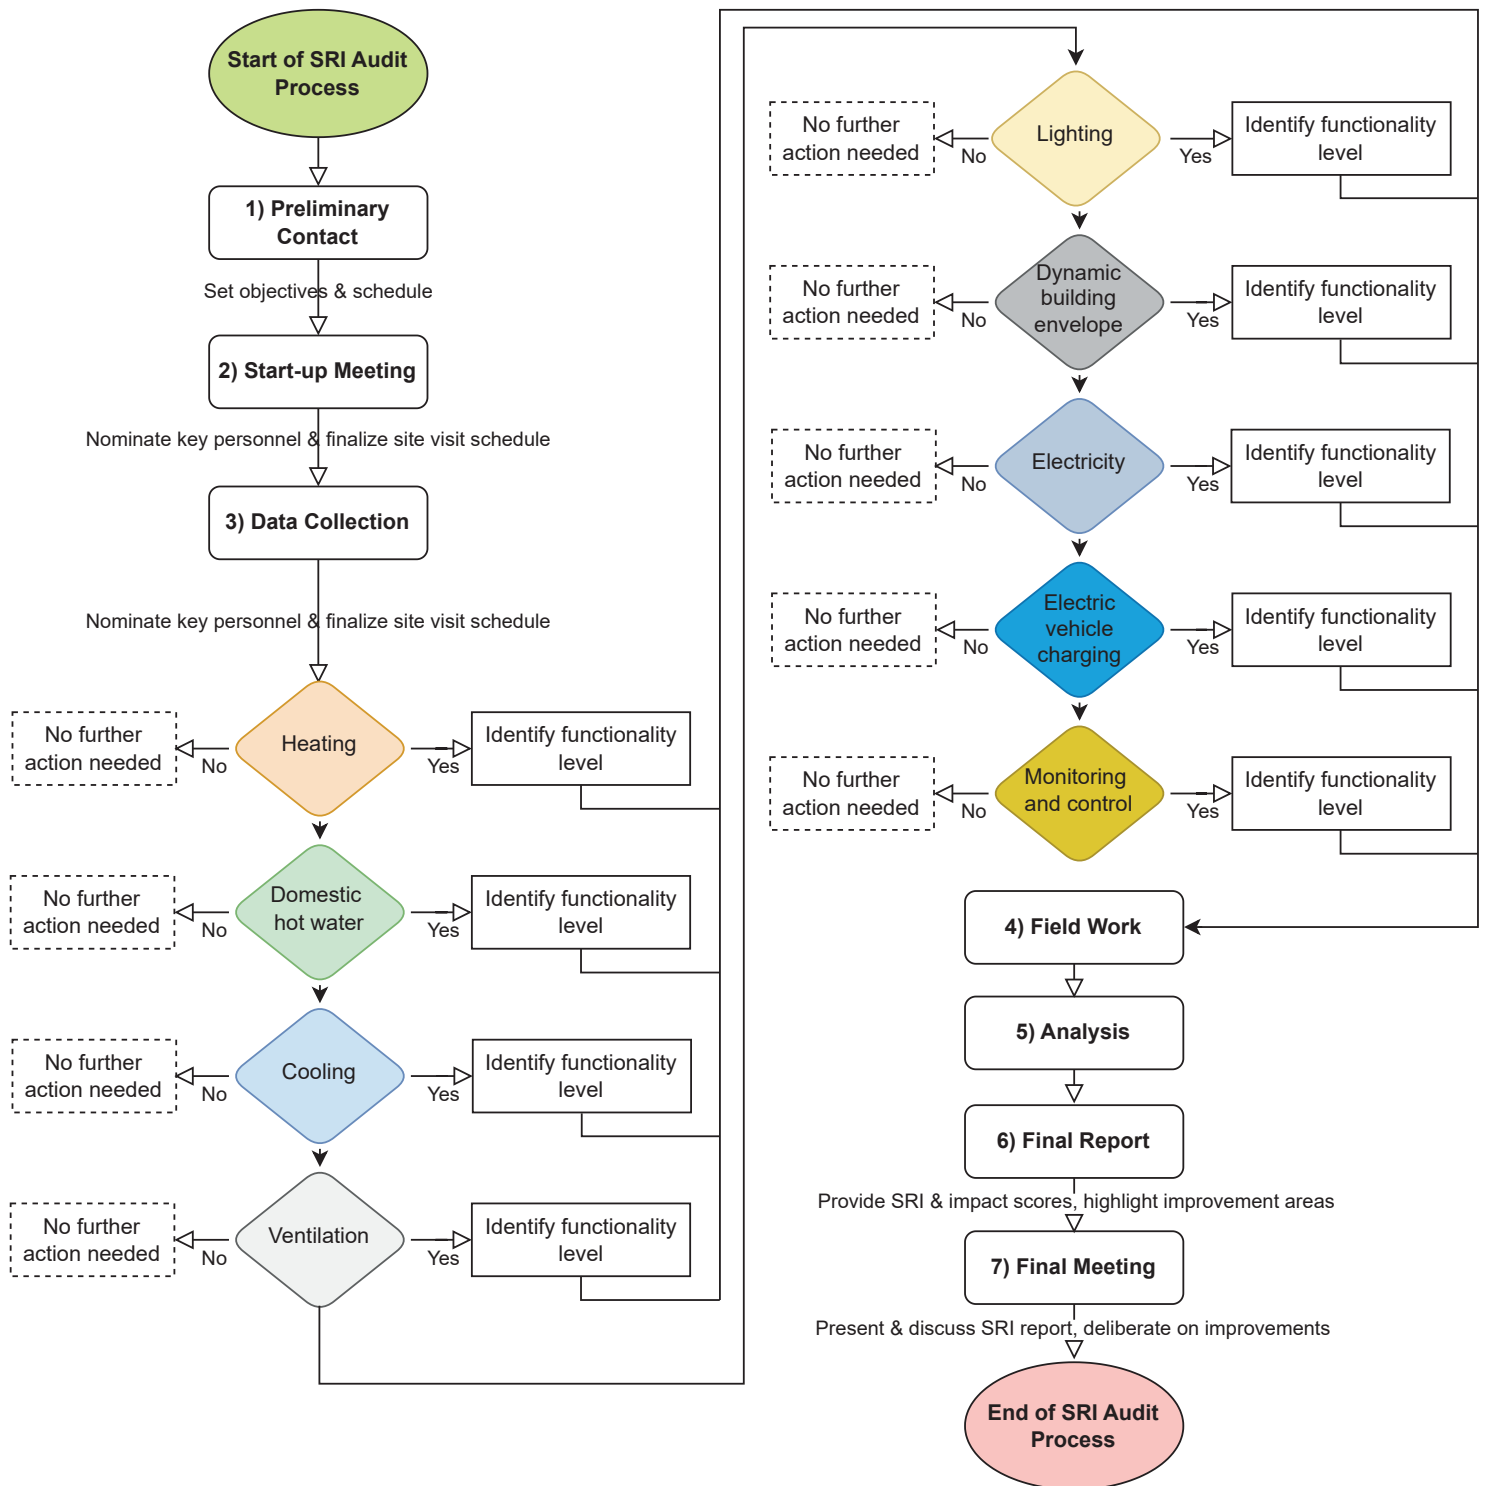 Start of SRI Audit
Process
1) Preliminary
Contact
Set objectives & schedule
2) Start-up Meeting
Nominate key personnel & finalize site visit schedule
3) Data Collection
Nominate key personnel & finalize site visit schedule
No further
action needed
No
Heating
Yes
Identify functionality
level
No further
action needed
No
Domestic
hot water
Yes
Identify functionality
level
No further
action needed
No
Cooling
Yes
Identify functionality
level
No further
action needed
No
Ventilation
Yes
Identify functionality
level
No further
action needed
No
Lighting
Yes
Identify functionality
level
No further
action needed
No
Dynamic
building
envelope
Yes
Identify functionality
level
No further
action needed
No
Electricity
Yes
Identify functionality
level
No further
action needed
No
Electric
vehicle
charging
Yes
Identify functionality
level
No further
action needed
No
Monitoring
and control
Yes
Identify functionality
level
4) Field Work
5) Analysis
6) Final Report
Provide SRI & impact scores, highlight improvement areas
7) Final Meeting
Present & discuss SRI report, deliberate on improvements
End of SRI Audit
Process